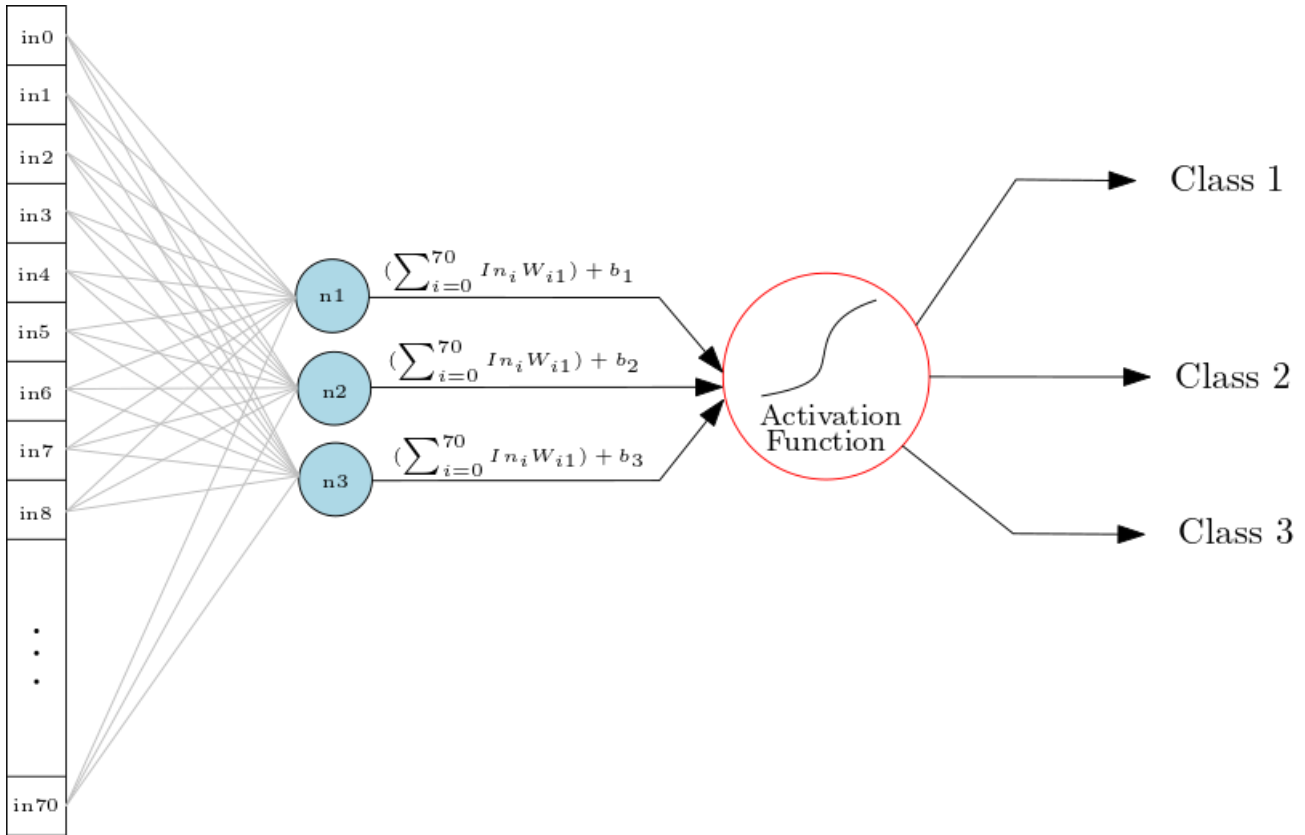 in0
in1
in2
in3
in4
in5
in6
in7
in8
in70
n1
n2
n3
(∑_{i=0}^{70} In_i W_{i1}) + b_1
(∑_{i=0}^{70} In_i W_{i1}) + b_2
(∑_{i=0}^{70} In_i W_{i1}) + b_3
Activation
Function
Class 1
Class 2
Class 3